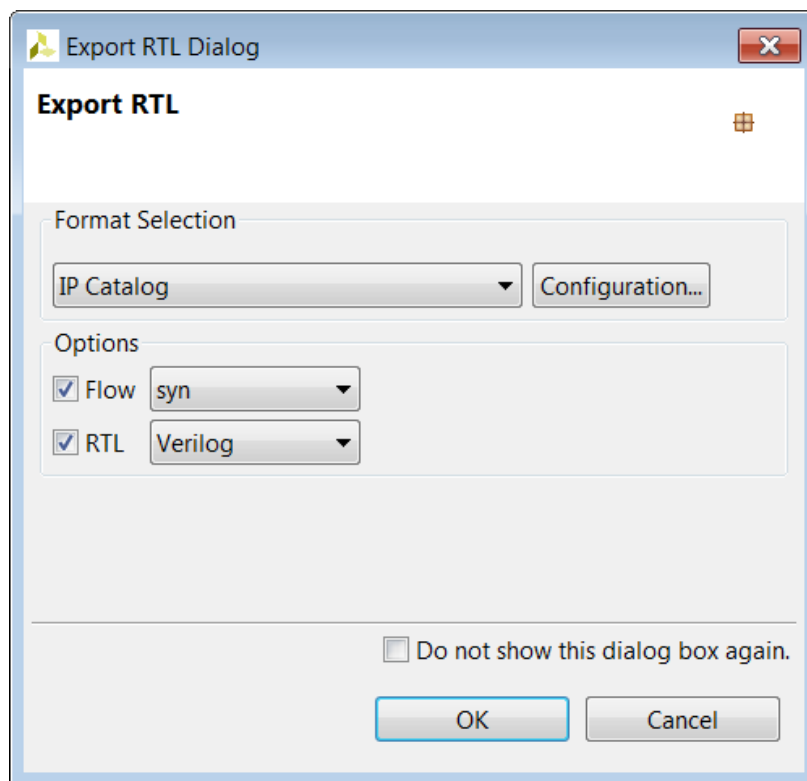 Export RTL Dialog
Export RTL
Format Selection
IP Catalog Configuration...
Options
Flow syn
RTL Verilog
Do not show this dialog box again.
OK Cancel